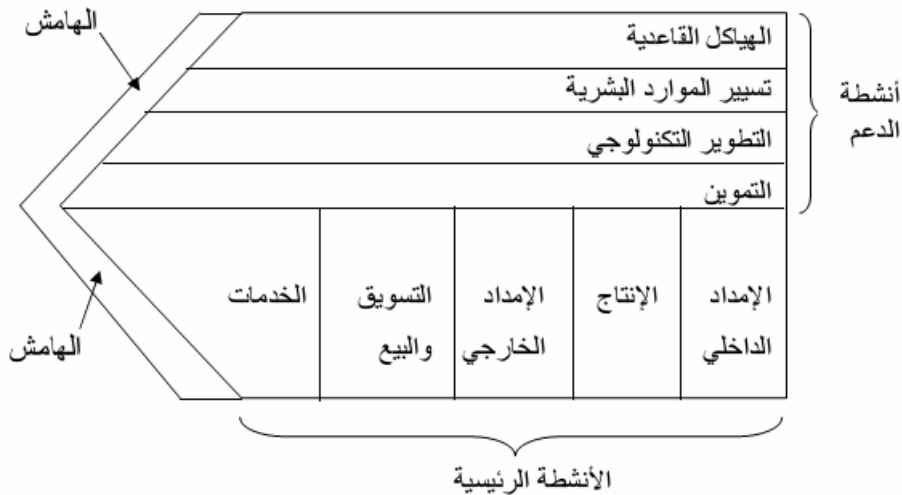 الهامش
الهياكل القاعدية
تسيير الموارد البشرية
التطوير التكنولوجي
التموين
أنشطة
الدعم
الإمداد
الداخلي
الإنتاج
الإمداد
الخارجي
التسويق
والبيع
الخدمات
الهامش
الأنشطة الرئيسية